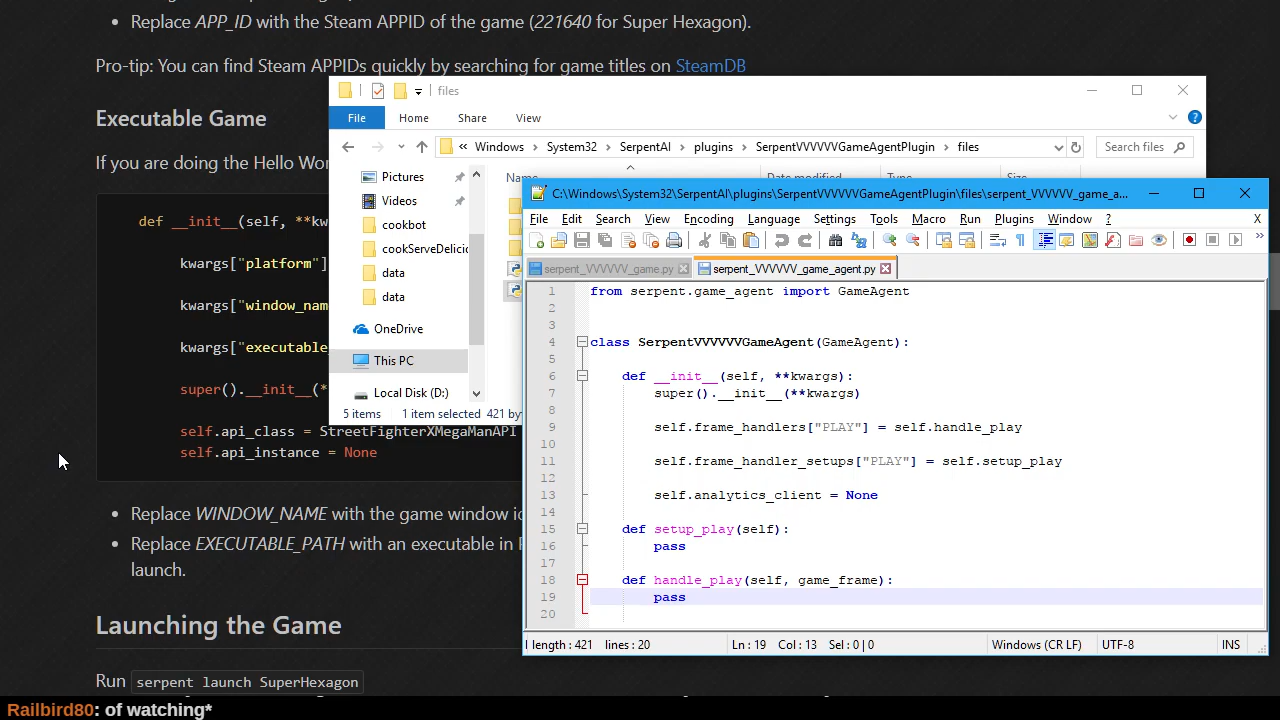 • Replace APP_ID with the Steam APPID of the game (221640 for Super Hexagon).
Pro-tip: You can find Steam APPIDs quickly by searching for game titles on SteamDB
Executable Game
If you are doing the Hello Wor
def __init__(self, **kw
kwargs["platform"]
kwargs["window_nam
kwargs["executable_
super().__init__(*
self.api_class = StreetFighterXMegaManAPI
self.api_instance = None
• Replace WINDOW_NAME with the game window
• Replace EXECUTABLE_PATH with an executable in
launch.
Launching the Game
Run serpent launch SuperHexagon
files
File Home Share View
« Windows > System32 > SerpentAI > plugins > SerpentVVVVVVGameAgentPlugin > files
Search files
Pictures
Videos
cookbot
cookServeDelicio
data
data
OneDrive
This PC
Local Disk (D:)
Name Date modified Type Size
5 items 1 item selected 421 by
C:\Windows\System32\SerpentAI\plugins\SerpentVVVVVVGameAgentPlugin\files\serpent_VVVVVV_game_a...
File Edit Search View Encoding Language Settings Tools Macro Run Plugins Window ? X
serpent_VVVVVV_game.py serpent_VVVVVV_game_agent.py
1 from serpent.game_agent import GameAgent
2
3
4 class SerpentVVVVVVGameAgent(GameAgent):
5
6 def __init__(self, **kwargs):
7 super().__init__(**kwargs)
8
9 self.frame_handlers["PLAY"] = self.handle_play
10
11 self.frame_handler_setups["PLAY"] = self.setup_play
12
13 self.analytics_client = None
14
15 def setup_play(self):
16 pass
17
18 def handle_play(self, game_frame):
19 pass
20
length : 421 lines : 20 Ln : 19 Col : 13 Sel : 0 | 0 Windows (CR LF) UTF-8 INS
Railbird80: of watching*